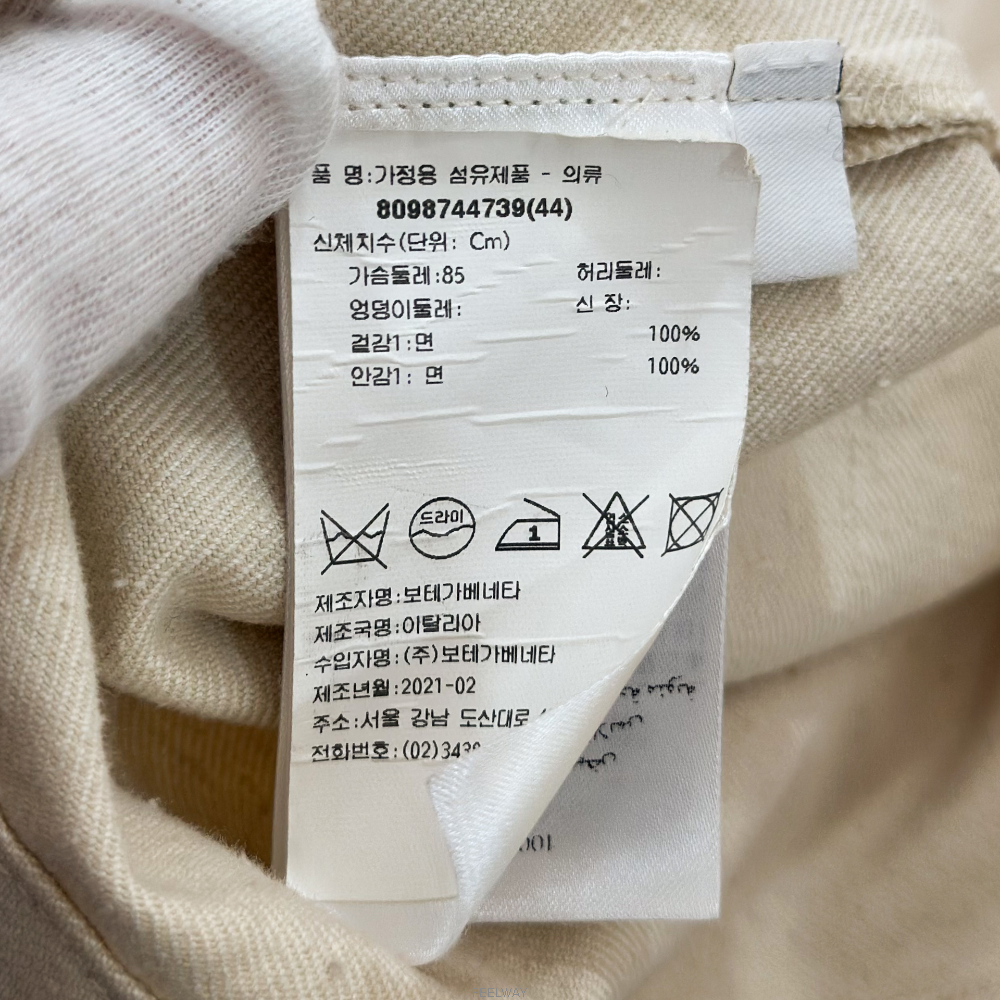 품 명:가정용 섬유제품 - 의류
8098744739(44)
신체치수(단위: Cm)
가슴둘레:85 허리둘레:
엉덩이둘레: 신 장:
겉감1:면 100%
안감1: 면 100%
드라이
1
제조자명:보테가베네타
제조국명:이탈리아
수입자명:(주)보테가베네타
제조년월:2021-02
주소:서울 강남 도산대로
전화번호:(02)3430
EELWAY